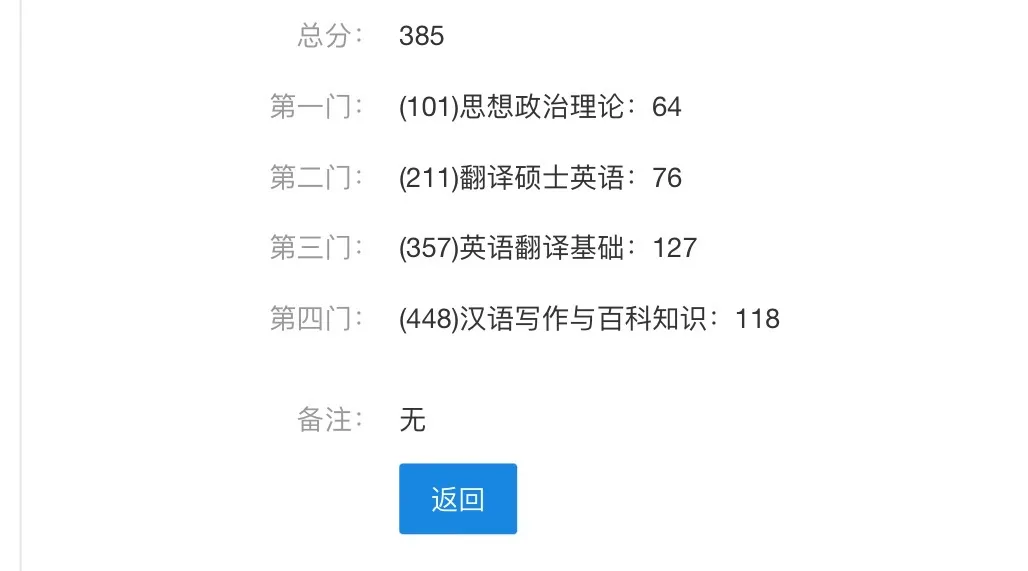 总分： 385
第一门： (101)思想政治理论：64
第二门： (211)翻译硕士英语：76
第三门： (357)英语翻译基础：127
第四门： (448)汉语写作与百科知识：118
备注： 无
返回